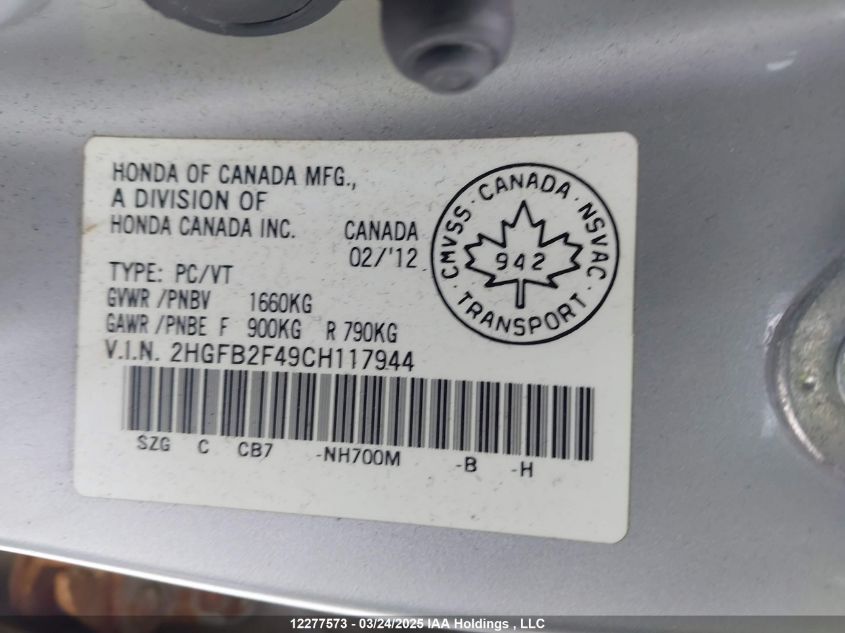 HONDA OF CANADA MFG.,
A DIVISION OF
HONDA CANADA INC. CANADA
02/'12
TYPE: PC/VT
GVWR /PNBV 1660KG
GAWR /PNBE F 900KG R 790KG
V.I.N. 2HGFB2F49CH117944
SZG C CB7 -NH700M -B -H
CMVSS · CANADA · NSVAC ·
942
TRANSPORT
12277573 - 03/24/2025 IAA Holdings , LLC